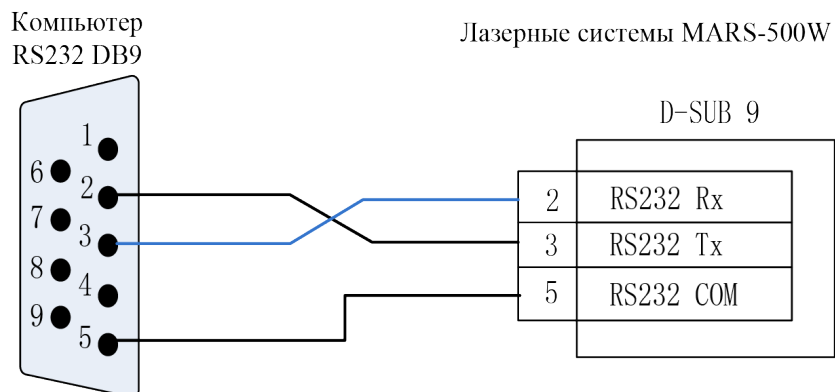 Компьютер
RS232 DB9
Лазерные системы MARS-500W
D-SUB 9
1
6
2
7
3
8
4
9
5
2 RS232 Rx
3 RS232 Tx
5 RS232 COM